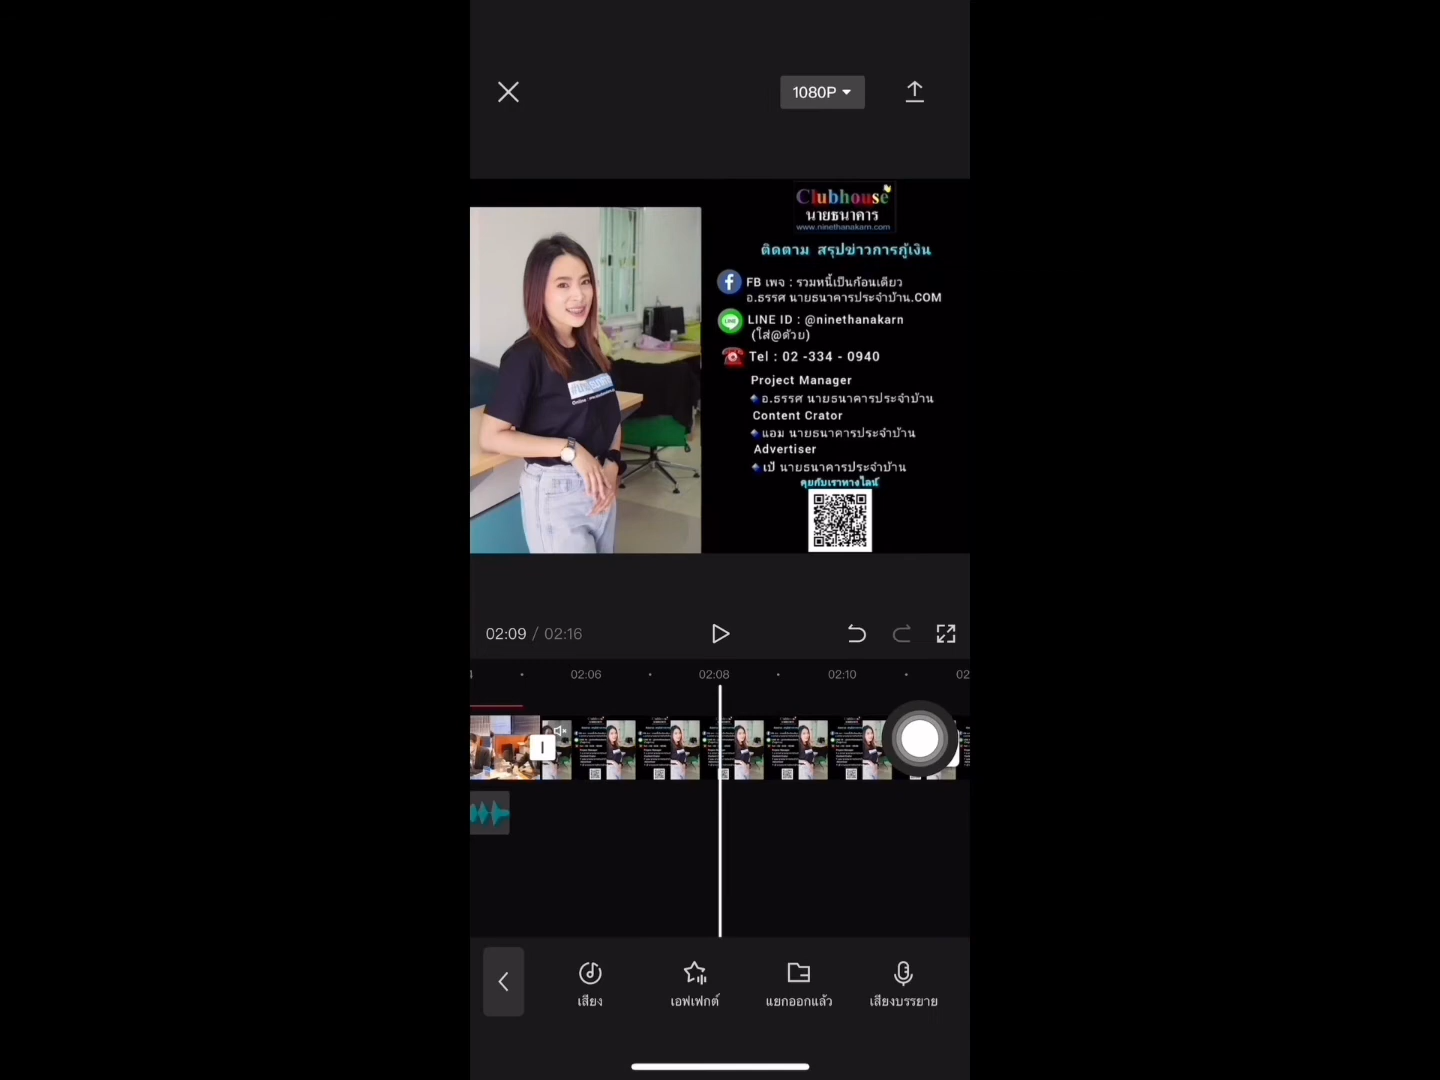 1080P
Clubhouse
นายธนาคาร
www.ninethanakarn.com
ติดตาม สรุปข่าวการกู้เงิน
FB เพจ : รวมหนี้เป็นก้อนเดียว
อ.ธรรศ นายธนาคารประจำบ้าน.COM
LINE ID : @ninethanakarn
(ใส่@ด้วย)
Tel : 02 -334 - 0940
Project Manager
อ.ธรรศ นายธนาคารประจำบ้าน
Content Crator
แอม นายธนาคารประจำบ้าน
Advertiser
เป้ นายธนาคารประจำบ้าน
คุยกับเราทางไลน์
02:09 / 02:16
02:06
02:08
02:10
02
เสียง
เอฟเฟกต์
แยกออกแล้ว
เสียงบรรยาย